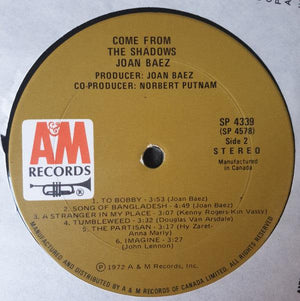 COME FROM
THE SHADOWS
JOAN BAEZ
PRODUCER: JOAN BAEZ
CO-PRODUCER: NORBERT PUTNAM
A&M
RECORDS
SP 4339
(SP 4578)
Side 2
STEREO
Manufactured
in Canada
1. TO BOBBY - 3:53 (Joan Baez)
2. SONG OF BANGLADESH - 4:49 (Joan Baez)
3. A STRANGER IN MY PLACE - 3:07 (Kenny Rogers-Kin Vassy)
4. TUMBLEWEED - 3:32 (Douglas Van Arsdale)
5. THE PARTISAN - 3:17 (Hy Zaret-
Anna Marly)
6. IMAGINE - 3:27
(John Lennon)
℗1972 A & M Records, Inc.
MANUFACTURED BY A & M RECORDS OF CANADA LIMITED. ALL RIGHTS RESERVED